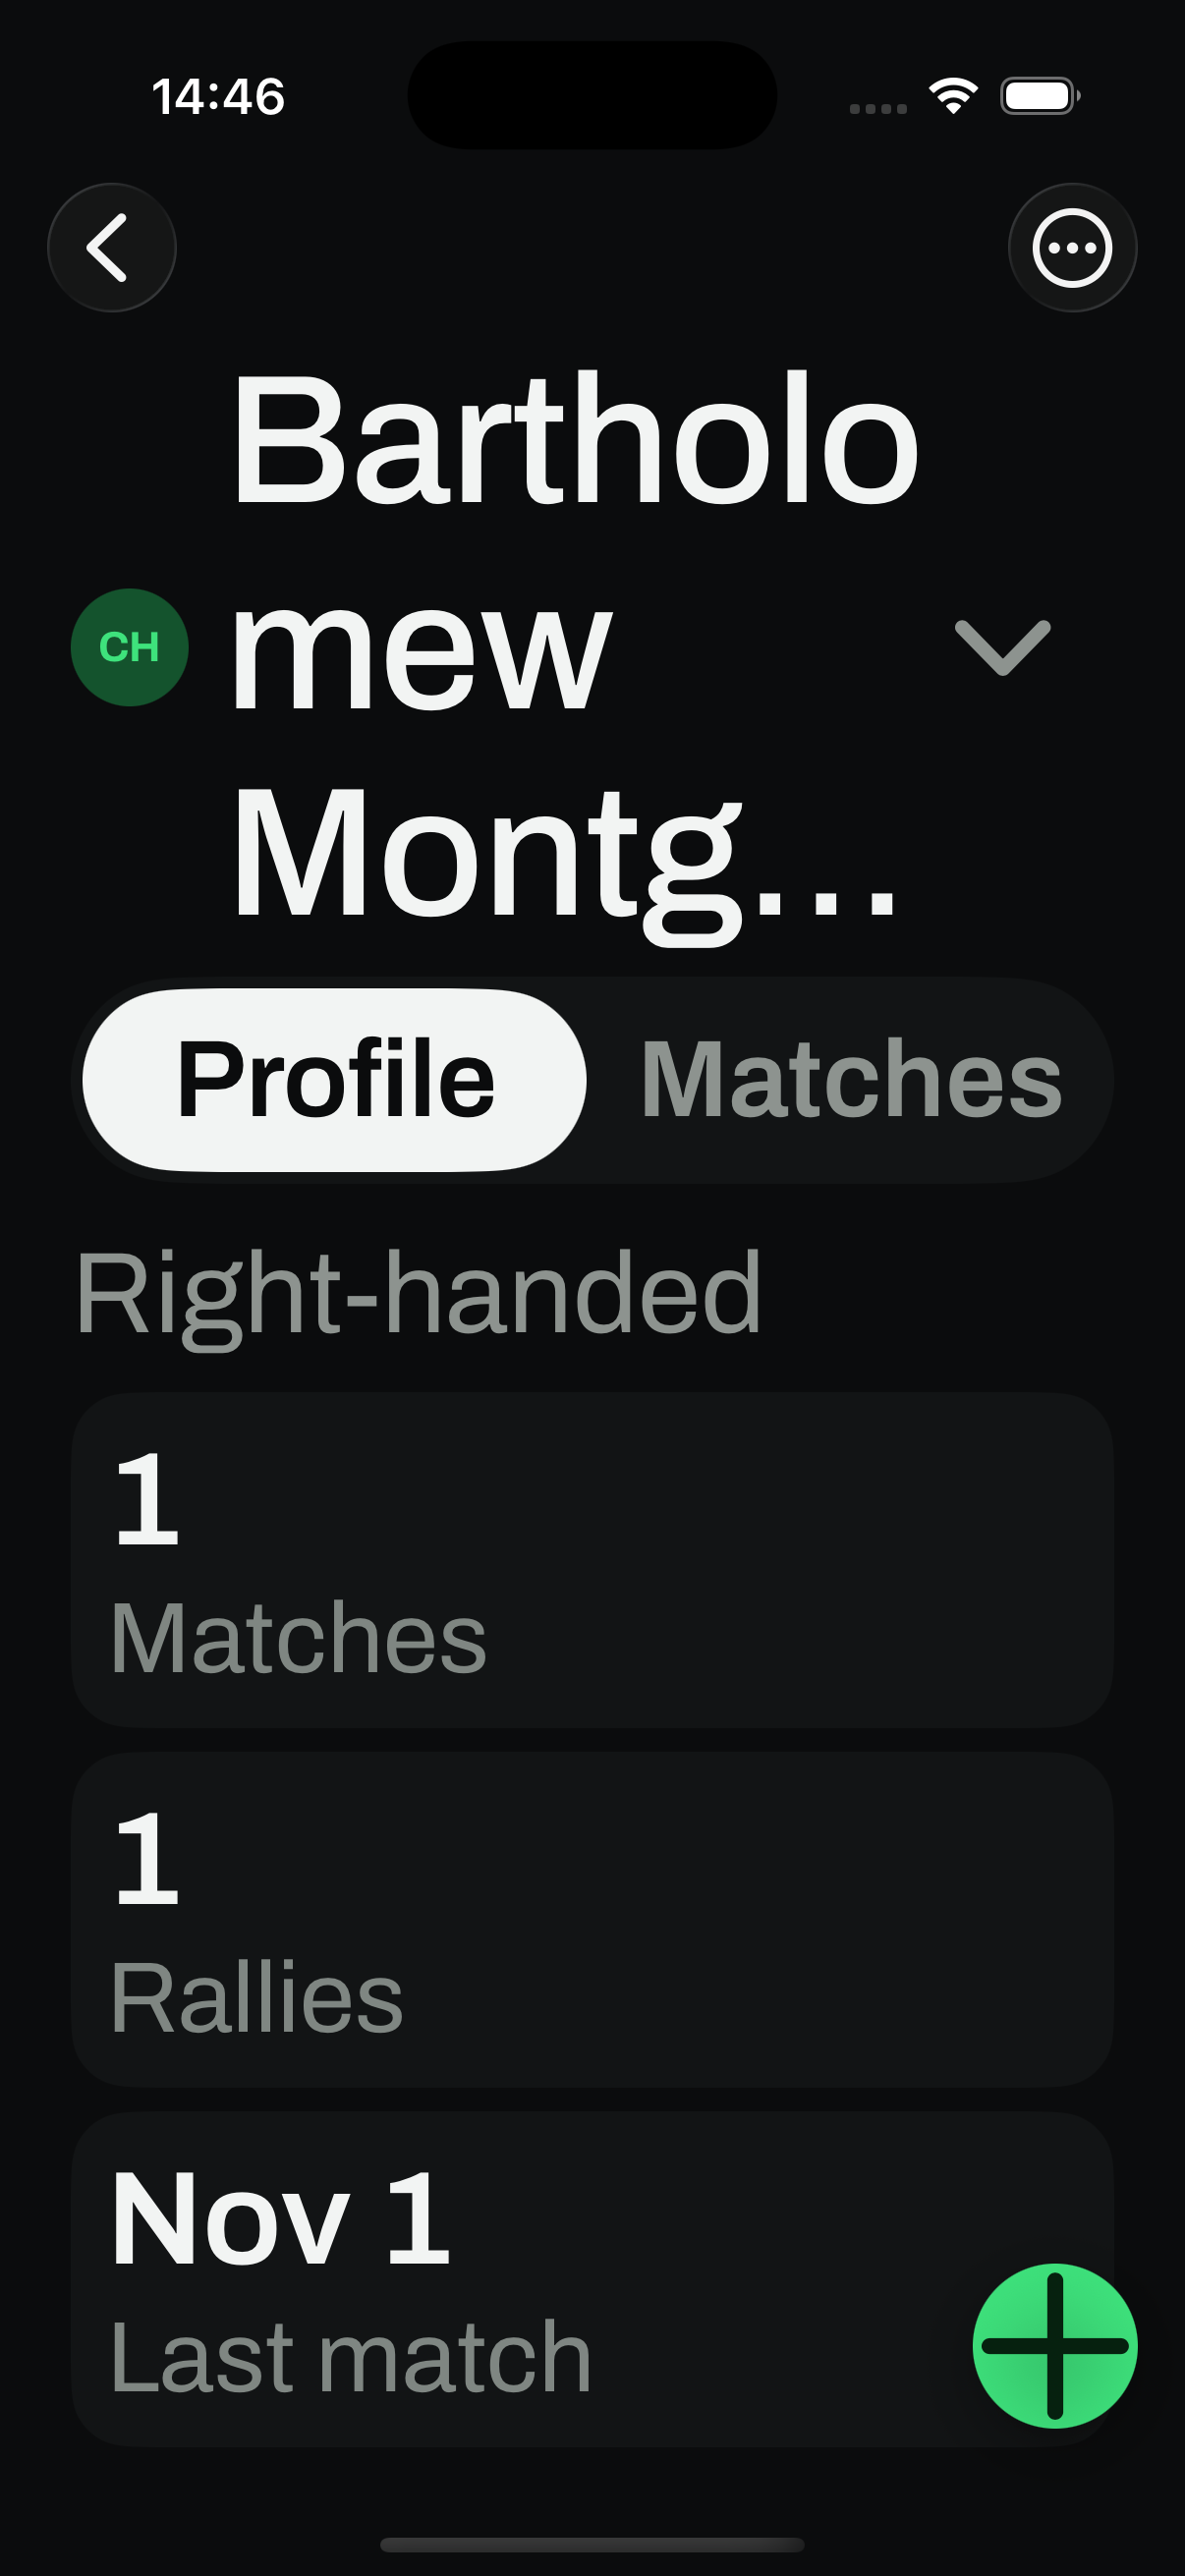 14:46
Bartholo
CH
mew
Montg…
Profile
Matches
Right-handed
1
Matches
1
Rallies
Nov 1
Last match